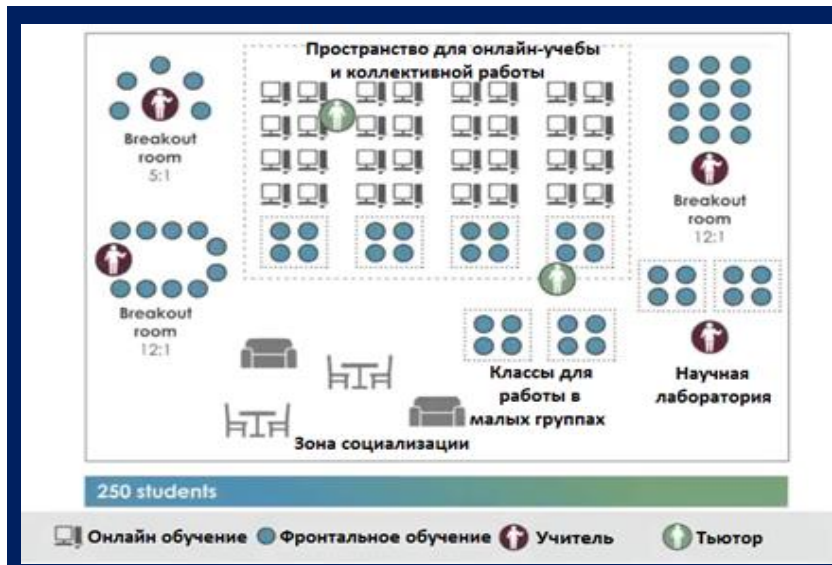 Пространство для онлайн-учебы
и коллективной работы
Breakout
room
5:1
Breakout
room
12:1
Breakout
room
12:1
Классы для
работы в
малых группах
Научная
лаборатория
Зона социализации
250 students
Онлайн обучение
Фронтальное обучение
Учитель
Тьютор